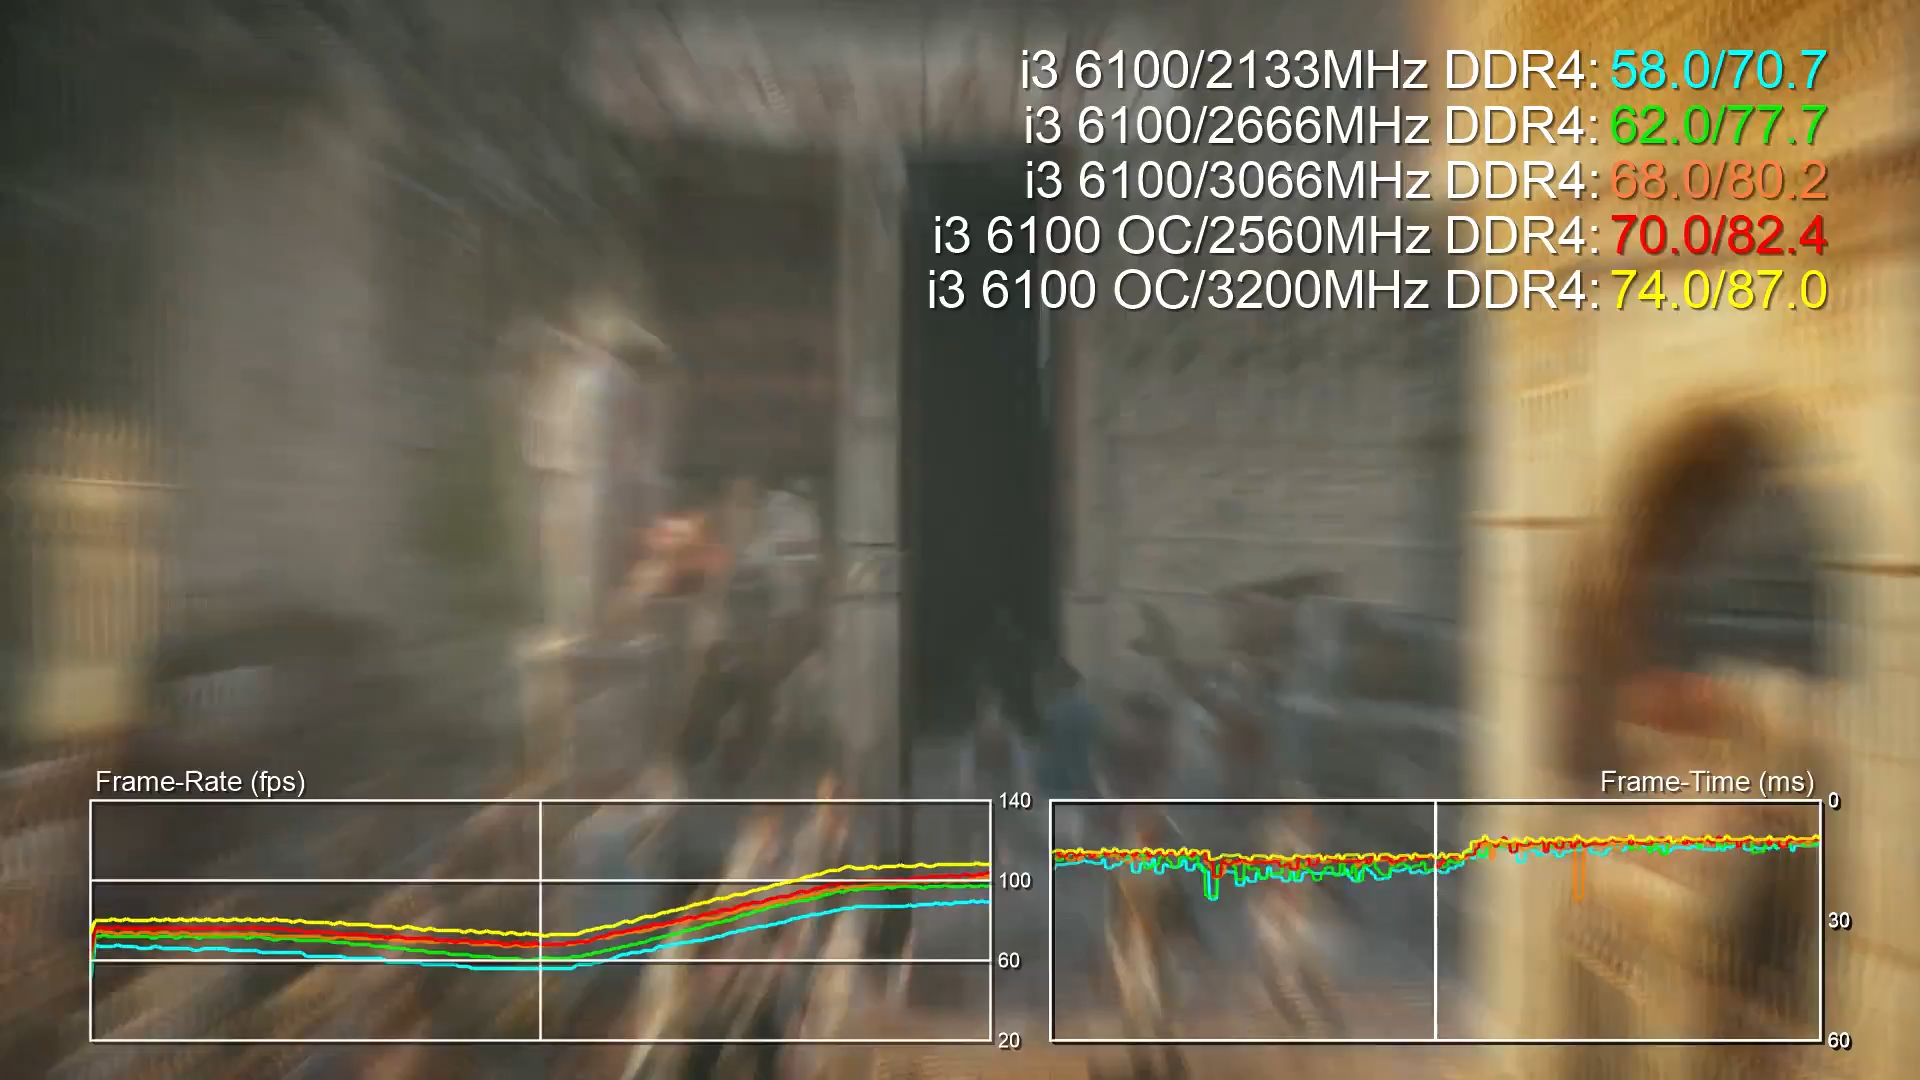 i3 6100/2133MHz DDR4: 58.0/70.7
i3 6100/2666MHz DDR4: 62.0/77.7
i3 6100/3066MHz DDR4: 68.0/80.2
i3 6100 OC/2560MHz DDR4: 70.0/82.4
i3 6100 OC/3200MHz DDR4: 74.0/87.0
Frame-Rate (fps)
140
100
60
20
Frame-Time (ms)
0
30
60